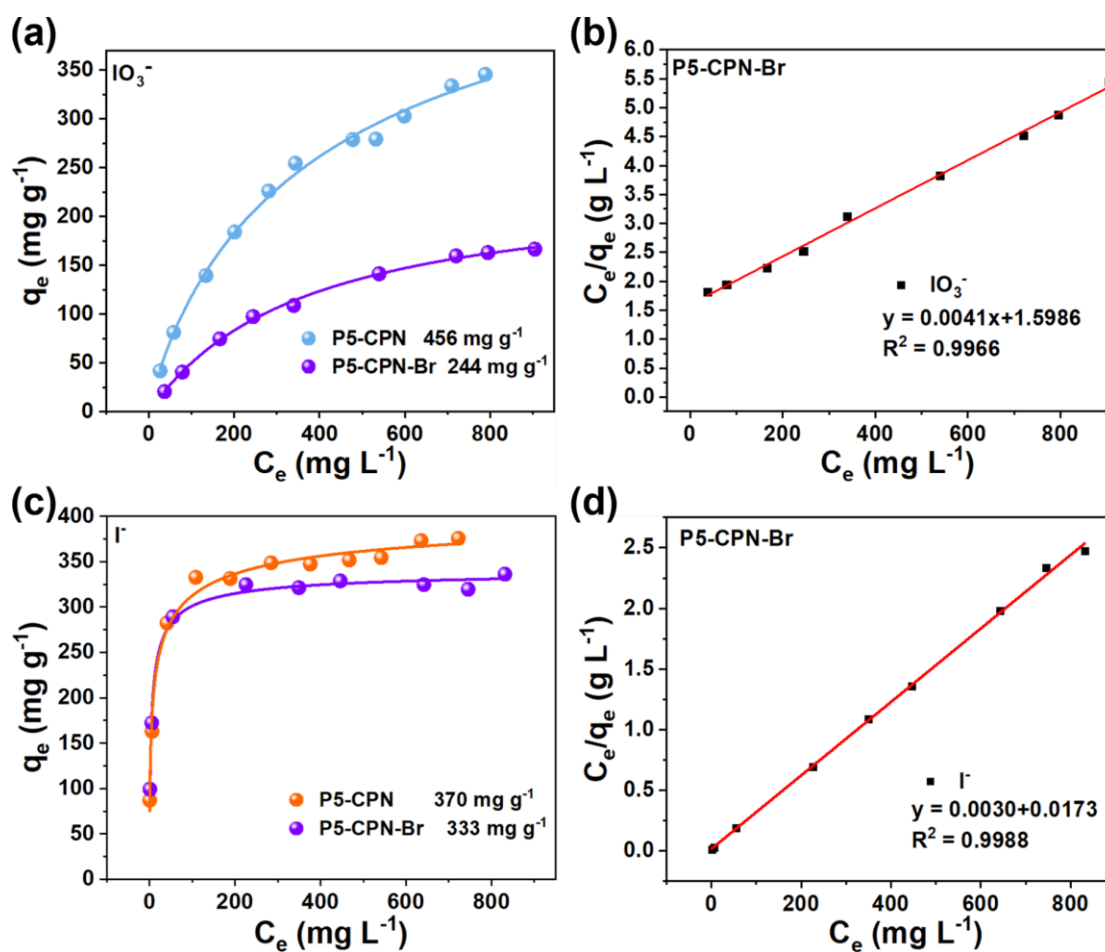 (a)
IO₃⁻
350
300
250
200
150
100
50
0
qₑ (mg g⁻¹)
P5-CPN 456 mg g⁻¹
P5-CPN-Br 244 mg g⁻¹
0 200 400 600 800
Cₑ (mg L⁻¹)
(b)
P5-CPN-Br
6.0
5.5
5.0
4.5
4.0
3.5
3.0
2.5
2.0
1.5
1.0
0.5
0.0
Cₑ/qₑ (g L⁻¹)
IO₃⁻
y = 0.0041x+1.5986
R² = 0.9966
0 200 400 600 800
Cₑ (mg L⁻¹)
(c)
I⁻
400
350
300
250
200
150
100
50
0
qₑ (mg g⁻¹)
P5-CPN 370 mg g⁻¹
P5-CPN-Br 333 mg g⁻¹
0 200 400 600 800
Cₑ (mg L⁻¹)
(d)
P5-CPN-Br
2.5
2.0
1.5
1.0
0.5
0.0
Cₑ/qₑ (g L⁻¹)
I⁻
y = 0.0030+0.0173
R² = 0.9988
0 200 400 600 800
Cₑ (mg L⁻¹)